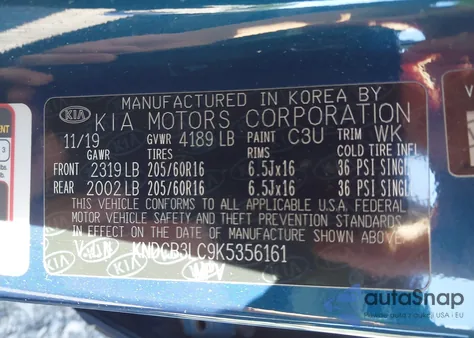 MANUFACTURED IN KOREA BY
KIA KIA MOTORS CORPORATION
11/19 GVWR 4189 LB PAINT C3U TRIM WK
GAWR TIRES RIMS COLD TIRE INFL
FRONT 2319 LB 205/60R16 6.5Jx16 36 PSI SINGL
REAR 2002 LB 205/60R16 6.5Jx16 36 PSI SINGL
THIS VEHICLE CONFORMS TO ALL APPLICABLE U.S.A. FEDERAL
MOTOR VEHICLE SAFETY AND THEFT PREVENTION STANDARDS
IN EFFECT ON THE DATE OF MANUFACTURE SHOWN ABOVE.
V.I.N KNDCB3LC9K5356161
MPV
3
V
autoSnap